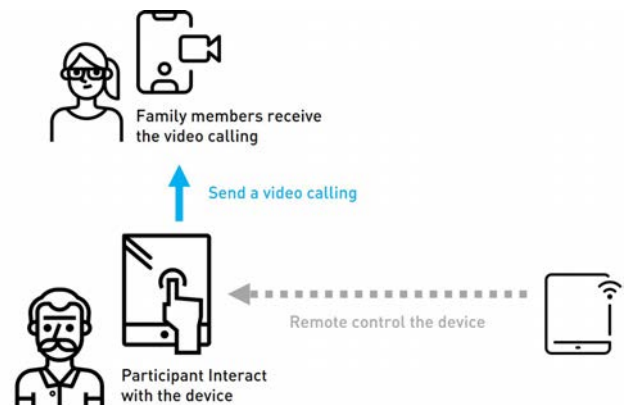 Family members receive
the video calling
Send a video calling
Remote control the device
Participant Interact
with the device